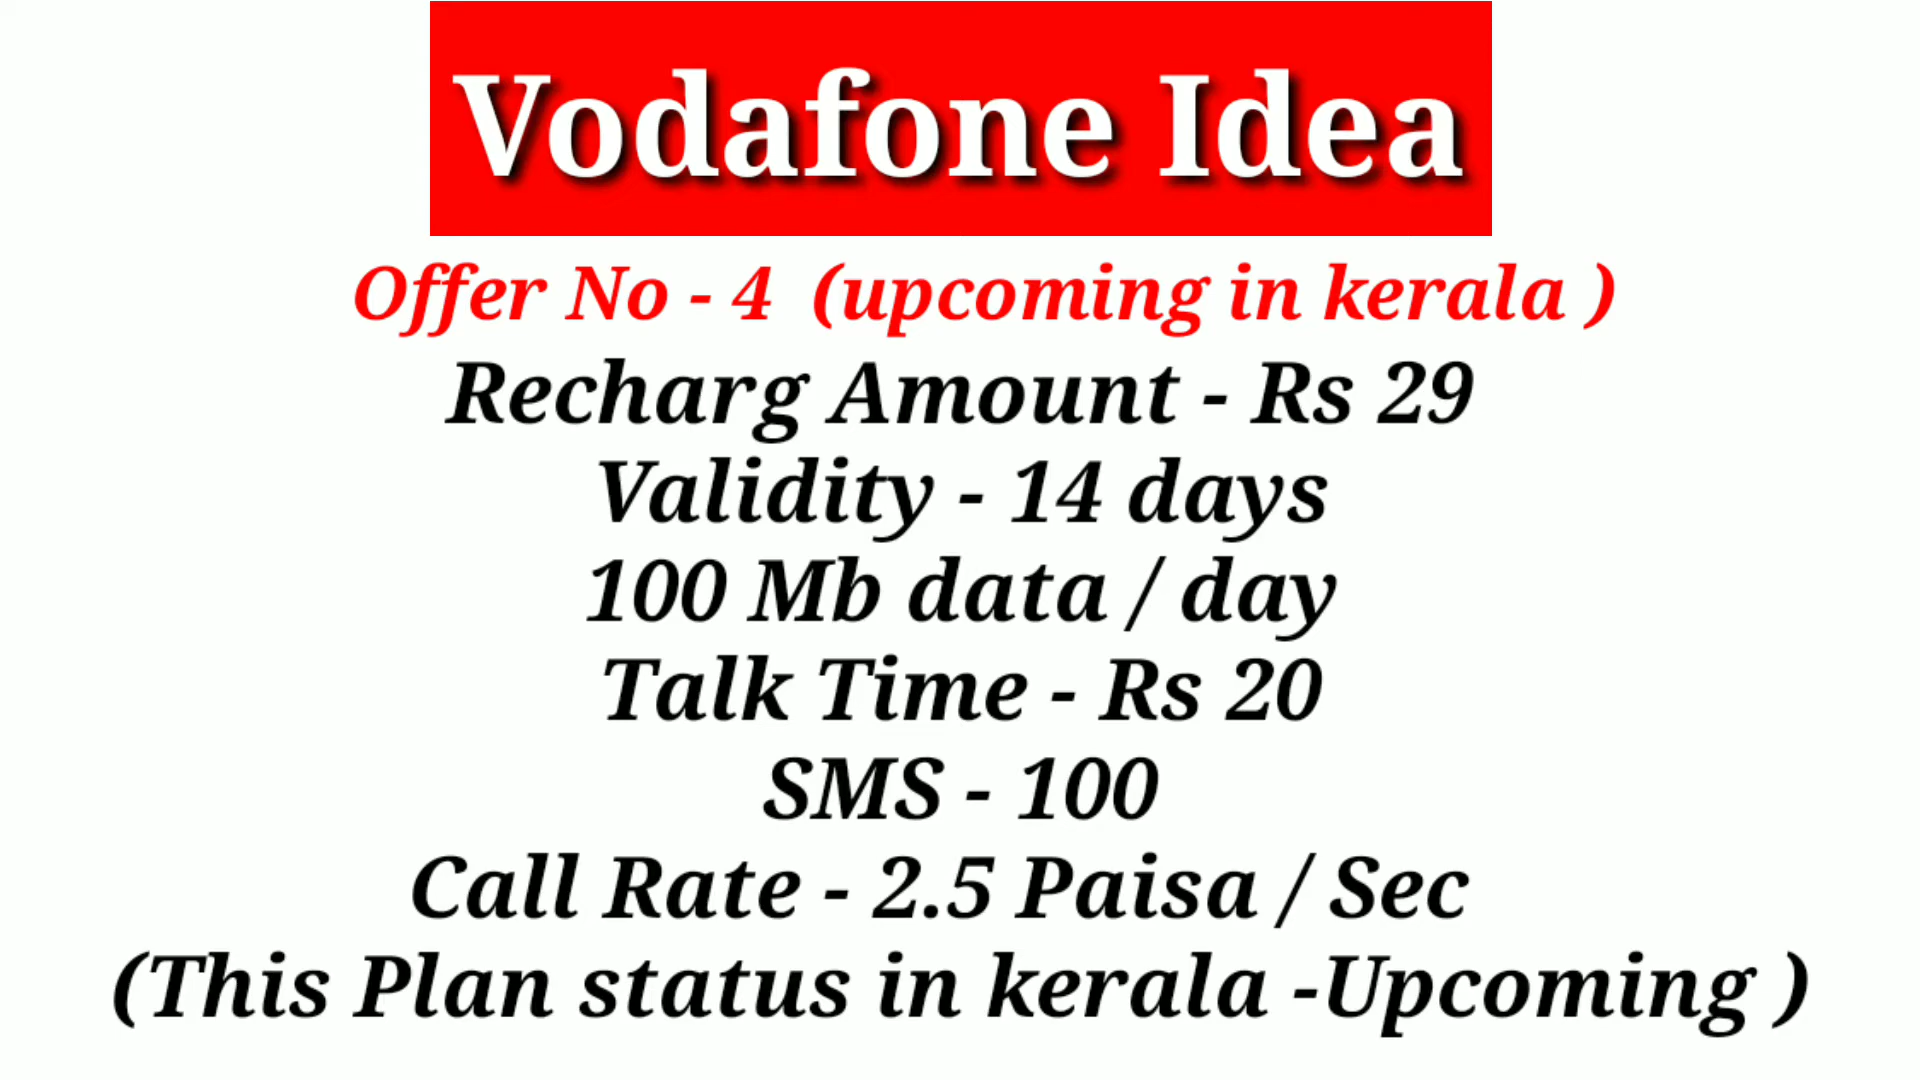 Vodafone Idea
Offer No - 4 (upcoming in kerala )
Recharg Amount - Rs 29
Validity - 14 days
100 Mb data / day
Talk Time - Rs 20
SMS - 100
Call Rate - 2.5 Paisa / Sec
(This Plan status in kerala -Upcoming )